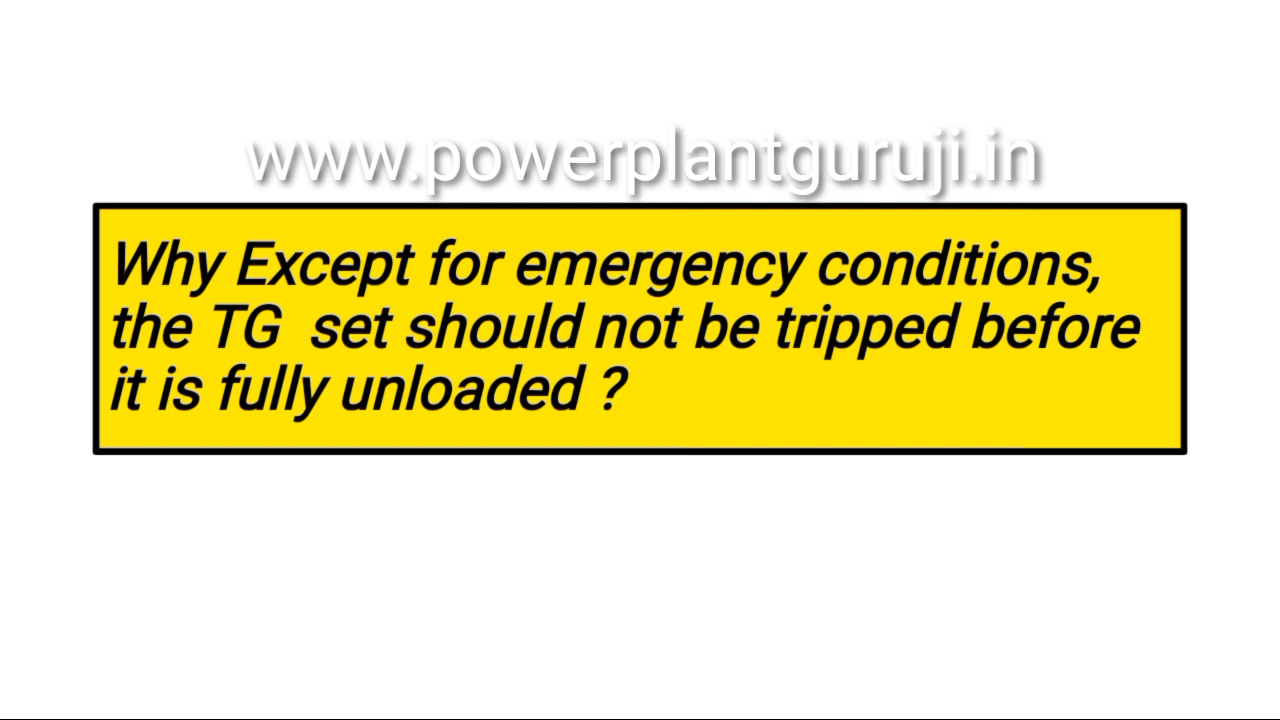 www.powerplantguruji.in
Why Except for emergency conditions,
the TG set should not be tripped before
it is fully unloaded ?